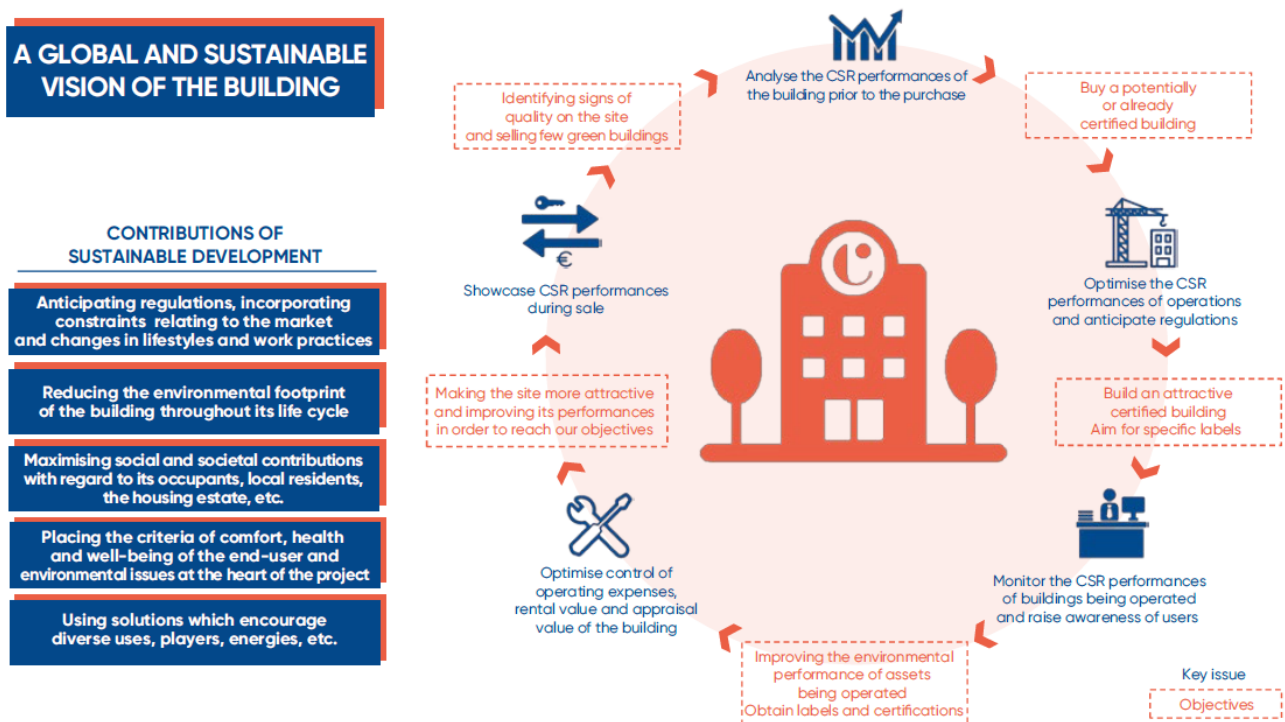 A GLOBAL AND SUSTAINABLE
VISION OF THE BUILDING
CONTRIBUTIONS OF
SUSTAINABLE DEVELOPMENT
Anticipating regulations, incorporating
constraints relating to the market
and changes in lifestyles and work practices
Reducing the environmental footprint
of the building throughout its life cycle
Maximising social and societal contributions
with regard to its occupants, local residents,
the housing estate, etc.
Placing the criteria of comfort, health
and well-being of the end-user and
environmental issues at the heart of the project
Using solutions which encourage
diverse uses, players, energies, etc.
Analyse the CSR performances of
the building prior to the purchase
Buy a potentially
or already
certified building
Optimise the CSR
performances of operations
and anticipate regulations
Build an attractive
certified building
Aim for specific labels
Monitor the CSR performances
of buildings being operated
and raise awareness of users
Improving the environmental
performance of assets
being operated
Obtain labels and certifications
Optimise control of
operating expenses,
rental value and appraisal
value of the building
Making the site more attractive
and improving its performances
in order to reach our objectives
€
Showcase CSR performances
during sale
Identifying signs of
quality on the site
and selling few green buildings
Key issue
Objectives